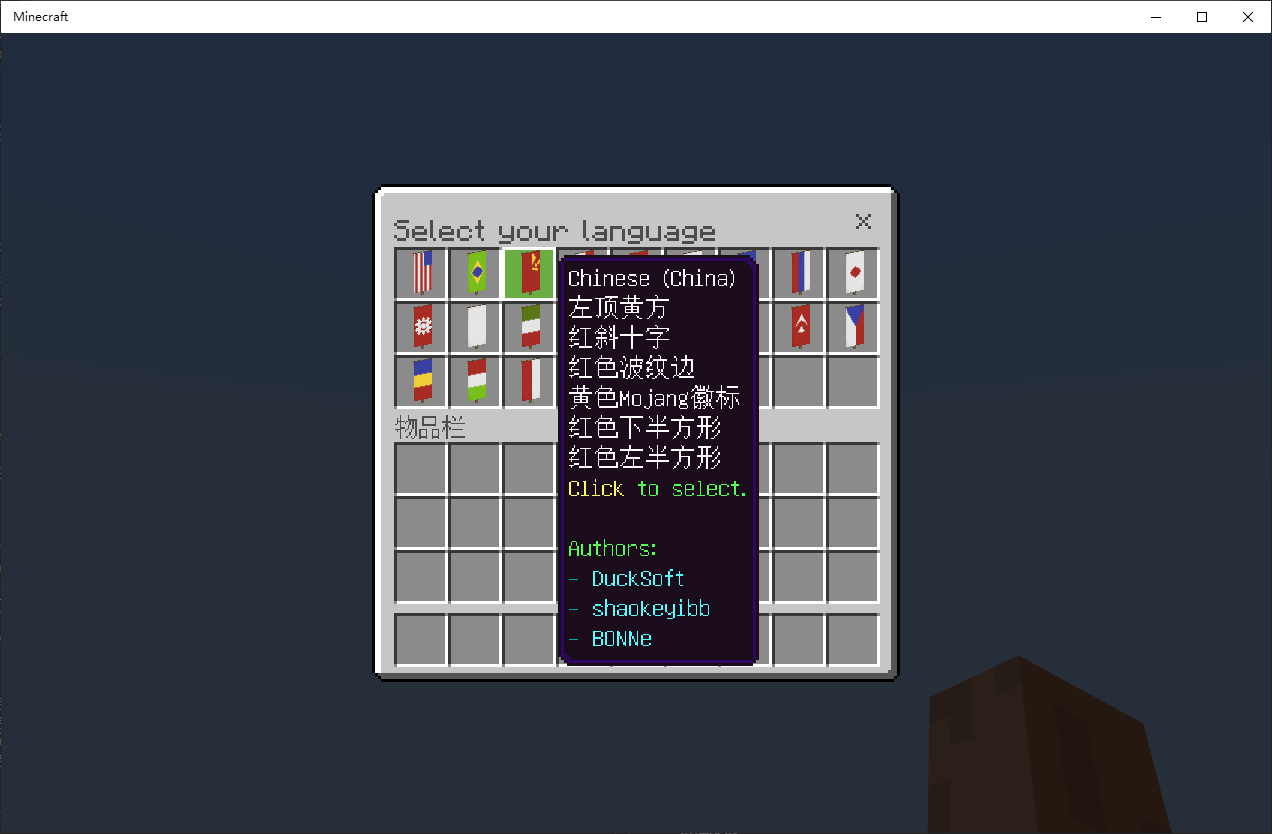 Minecraft
Select your language
Chinese (China)
左顶黄方
红斜十字
红色波纹边
黄色Mojang徽标
红色下半方形
红色左半方形
Click to select.
Authors:
- DuckSoft
- shaokeyibb
- BONNe
物品栏